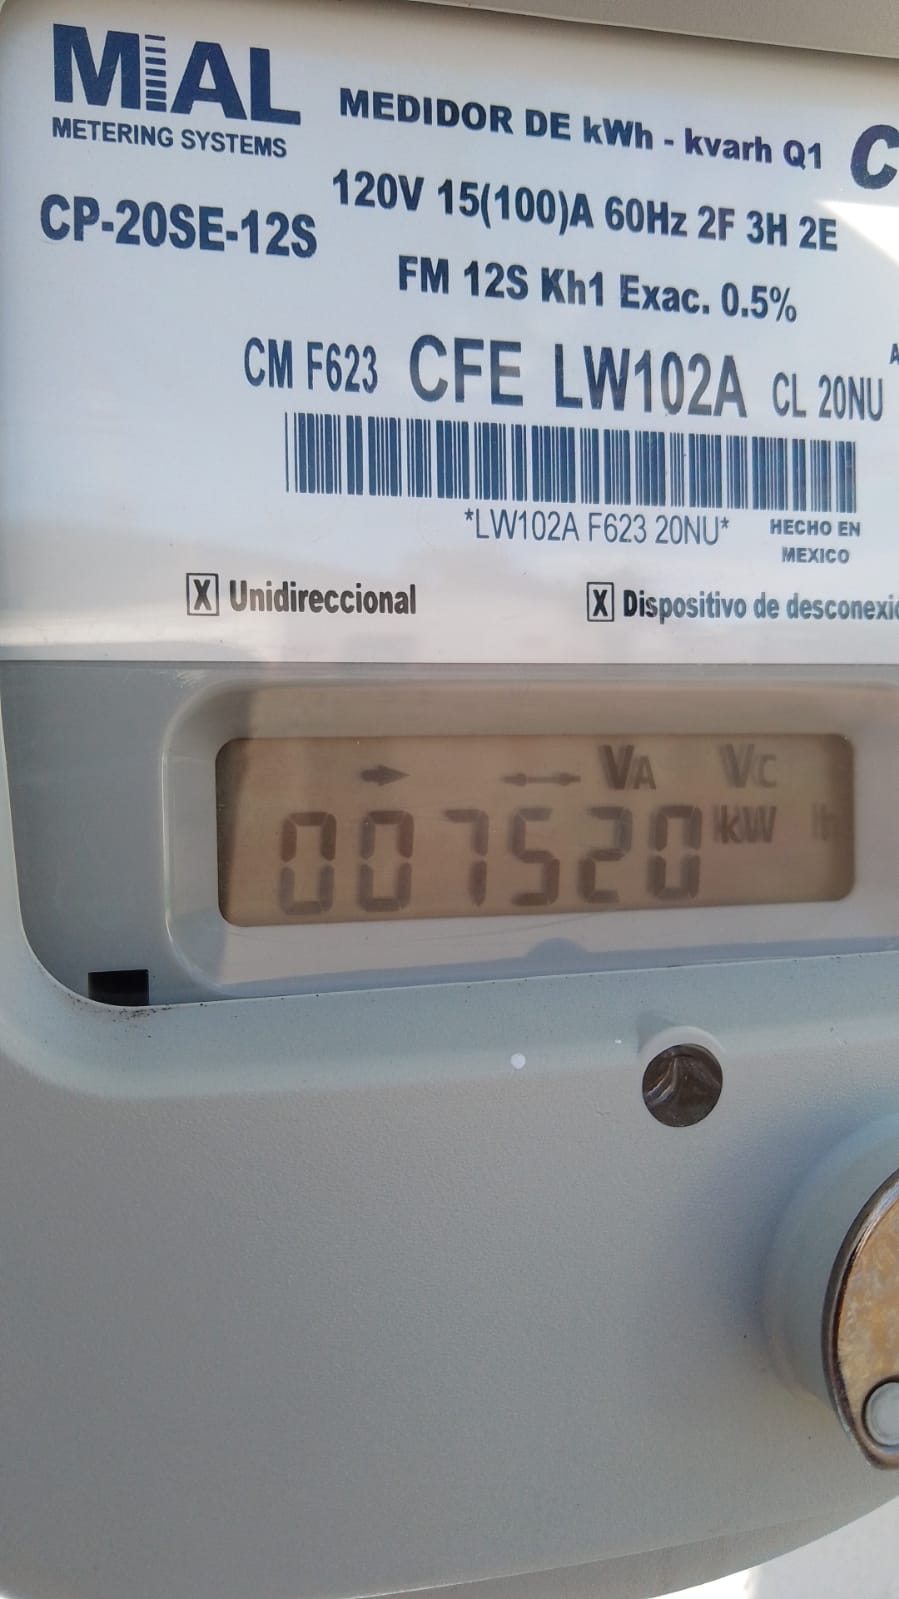 MIAL
METERING SYSTEMS
MEDIDOR DE kWh - kvarh Q1
C
CP-20SE-12S
120V 15(100)A 60Hz 2F 3H 2E
FM 12S Kh1 Exac. 0.5%
CM F623 CFE LW102A CL 20NU
*LW102A F623 20NU*
HECHO EN
MEXICO
X Unidireccional
X Dispositivo de desconexi
VA VC
007520 kW h